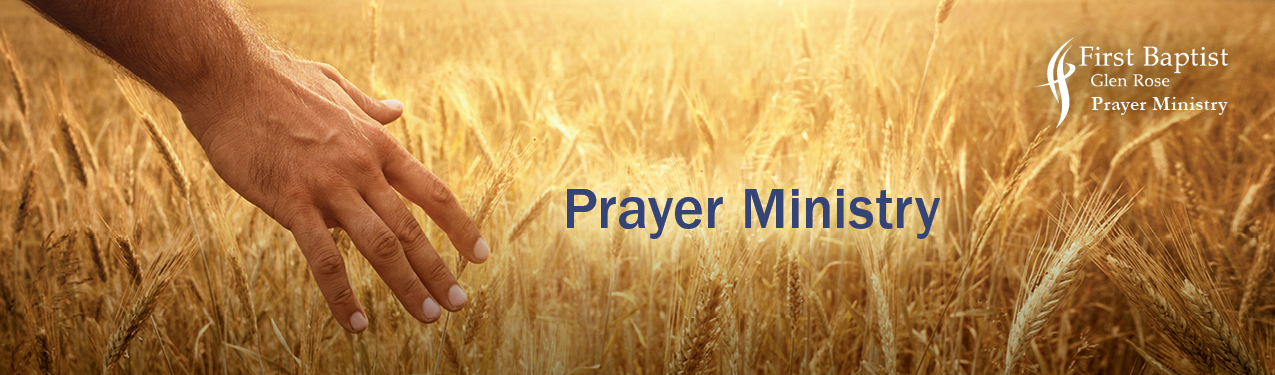 First Baptist
Glen Rose
Prayer Ministry
Prayer Ministry